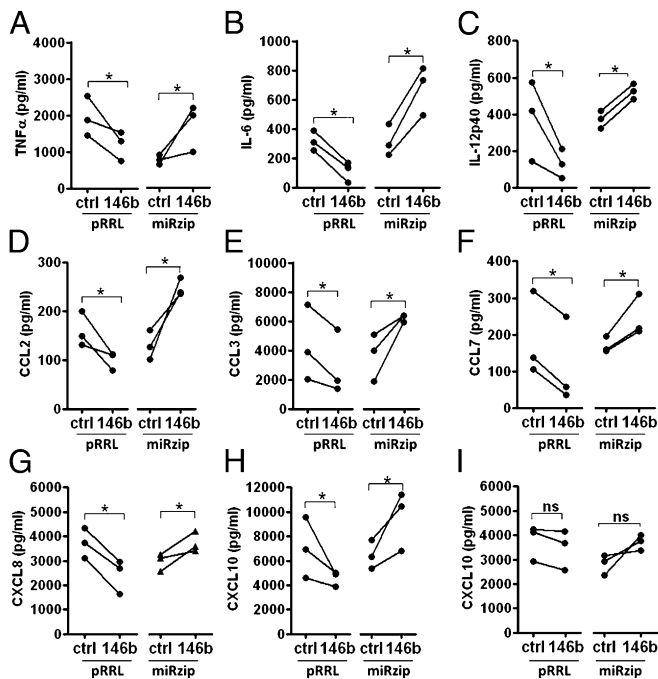 A
TNFα (pg/ml)
4000
3000
2000
1000
0
*
*
ctrl 146b ctrl 146b
pRRL miRzip
B
IL-6 (pg/ml)
1000
800
600
400
200
0
*
*
ctrl 146b ctrl 146b
pRRL miRzip
C
IL-12p40 (pg/ml)
800
600
400
200
0
*
*
ctrl 146b ctrl 146b
pRRL miRzip
D
CCL2 (pg/ml)
300
200
100
0
*
*
ctrl 146b ctrl 146b
pRRL miRzip
E
CCL3 (pg/ml)
10000
8000
6000
4000
2000
0
*
*
ctrl 146b ctrl 146b
pRRL miRzip
F
CCL7 (pg/ml)
400
300
200
100
0
*
*
ctrl 146b ctrl 146b
pRRL miRzip
G
CXCL8 (pg/ml)
6000
5000
4000
3000
2000
1000
0
*
*
ctrl 146b ctrl 146b
pRRL miRzip
H
CXCL10 (pg/ml)
12000
10000
8000
6000
4000
2000
0
*
*
ctrl 146b ctrl 146b
pRRL miRzip
I
CXCL10 (pg/ml)
6000
5000
4000
3000
2000
1000
0
ns
ns
ctrl 146b ctrl 146b
pRRL miRzip